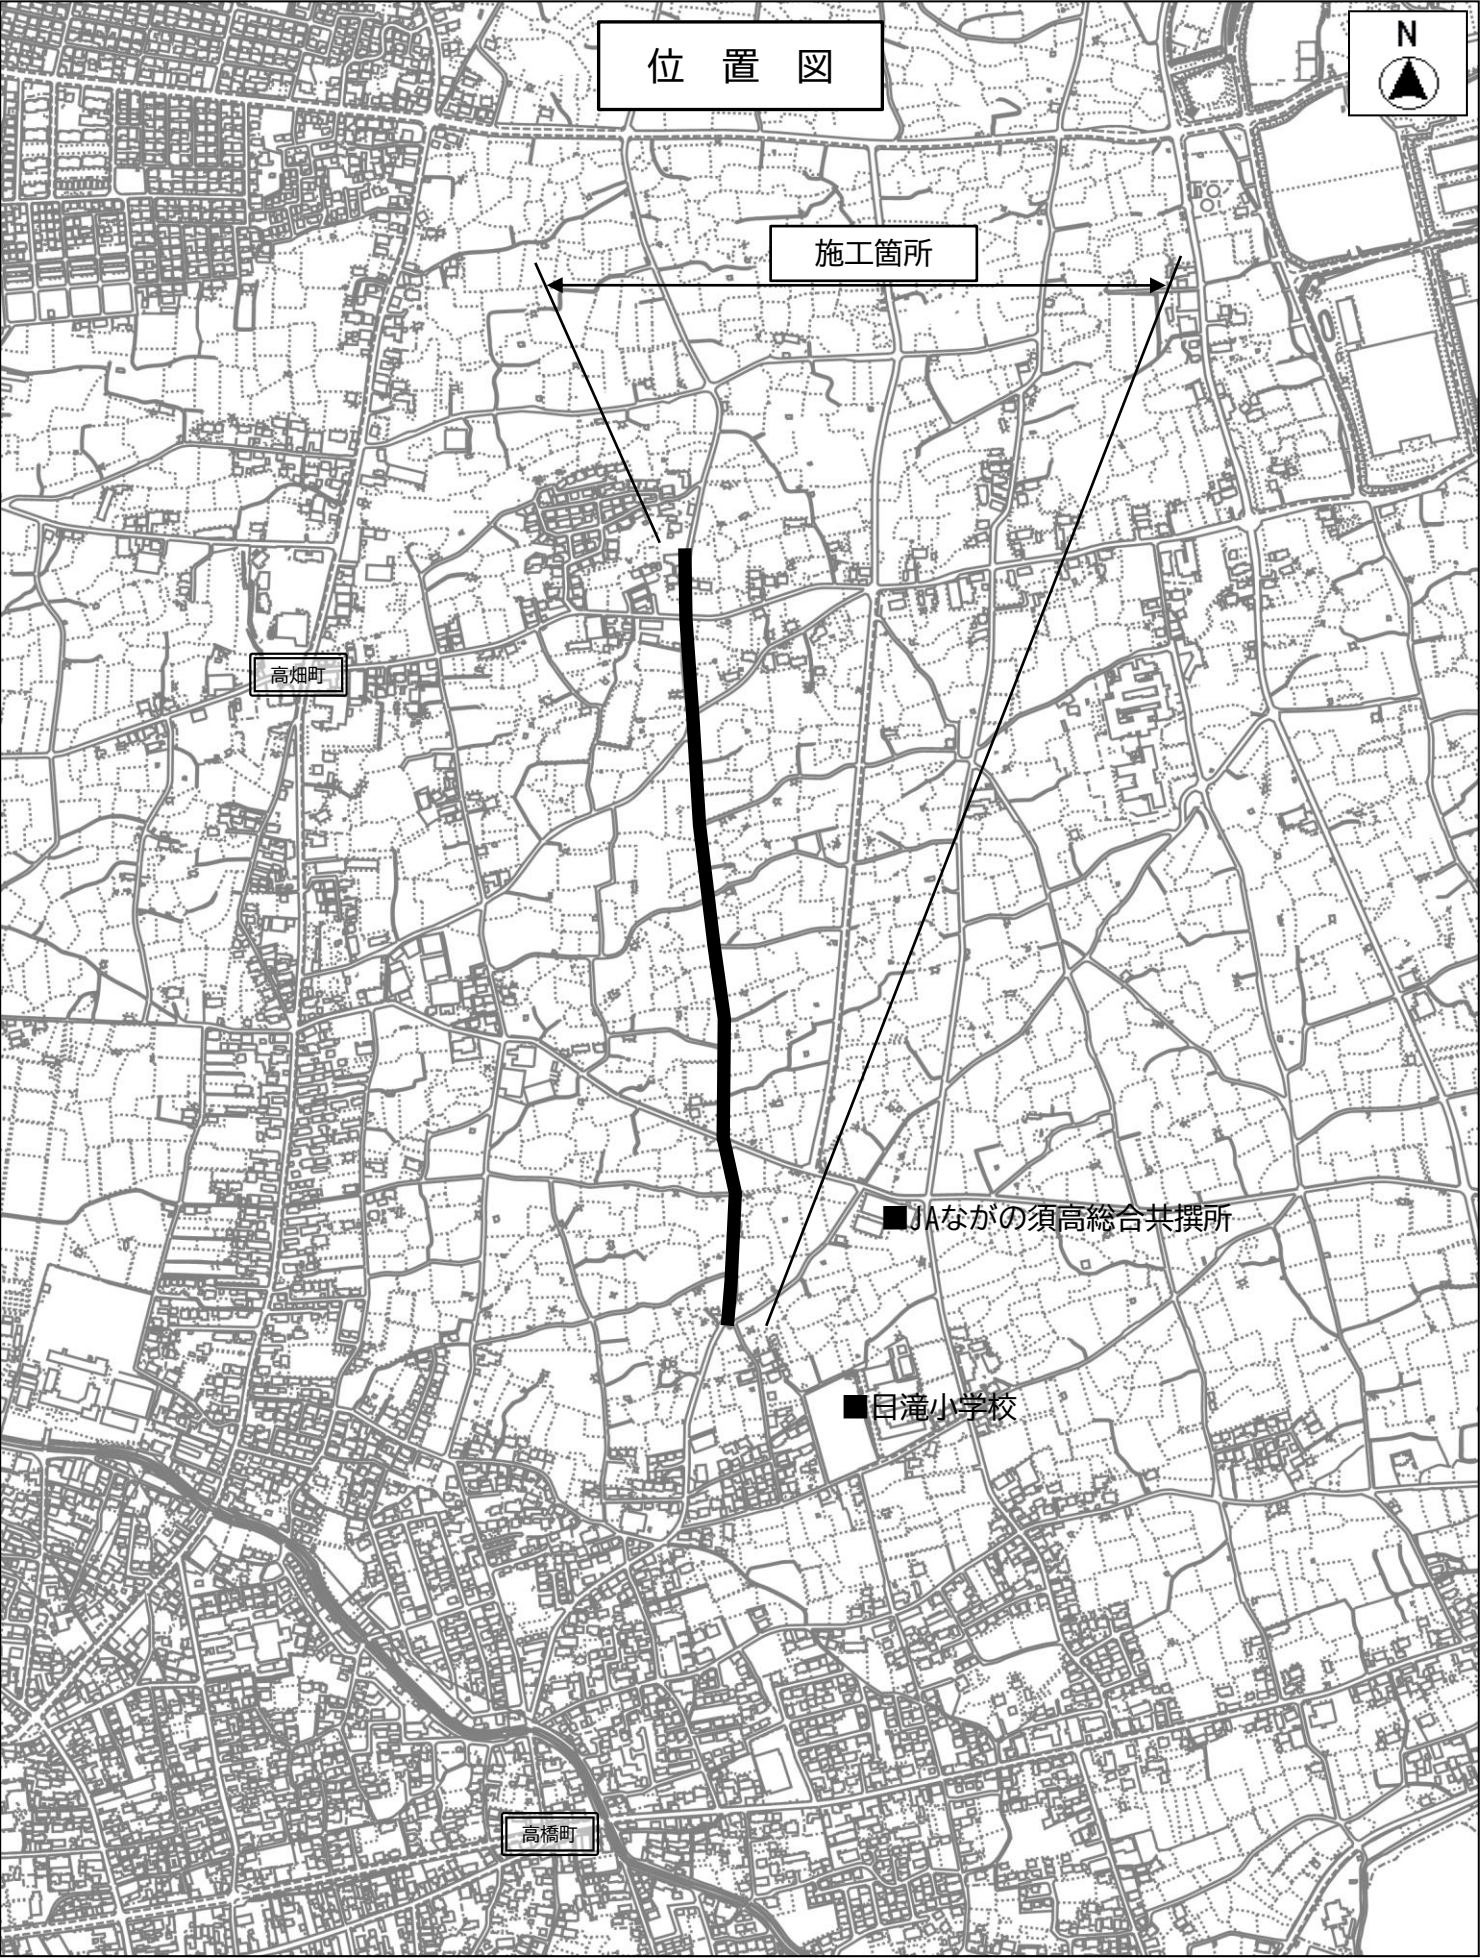 位　置　図
N
施工箇所
高畑町
■JAながの須高総合共撰所
■日滝小学校
高橋町